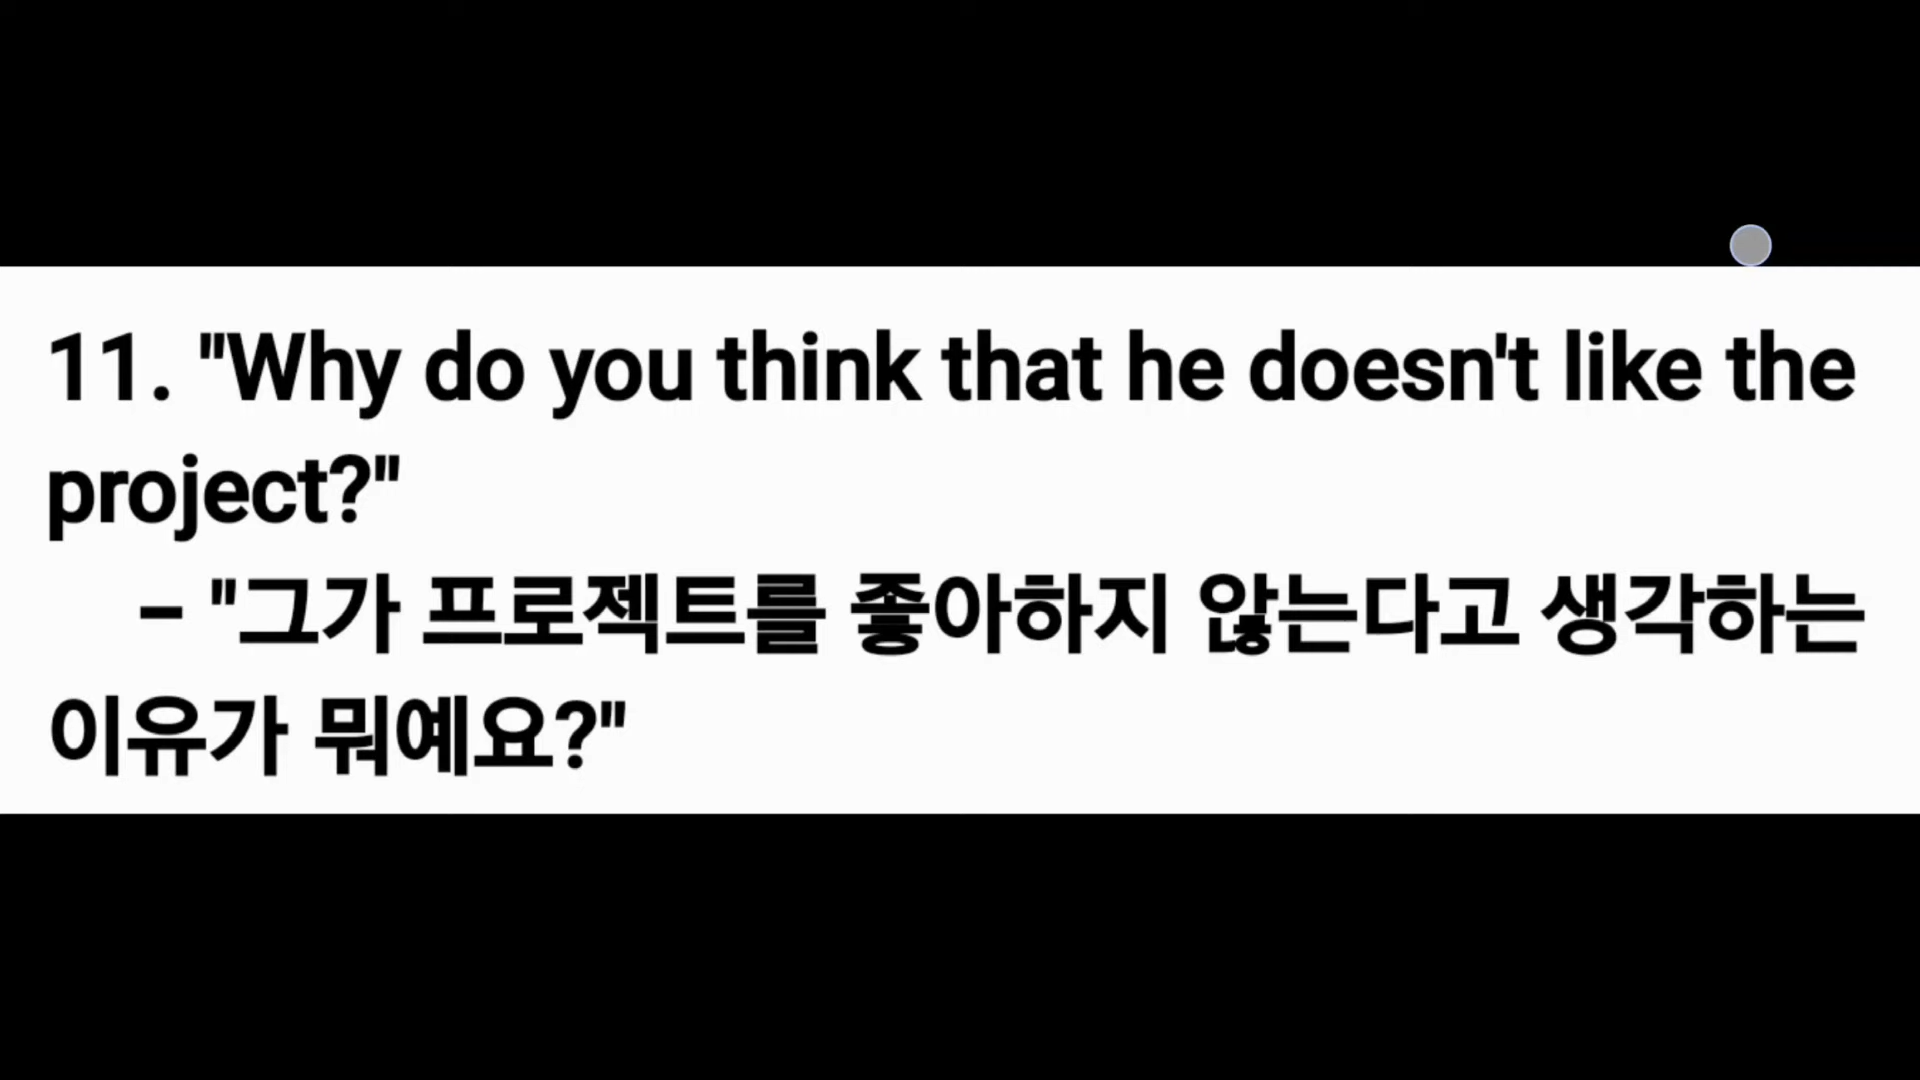 11. "Why do you think that he doesn't like the
project?"
- "그가 프로젝트를 좋아하지 않는다고 생각하는
이유가 뭐예요?"